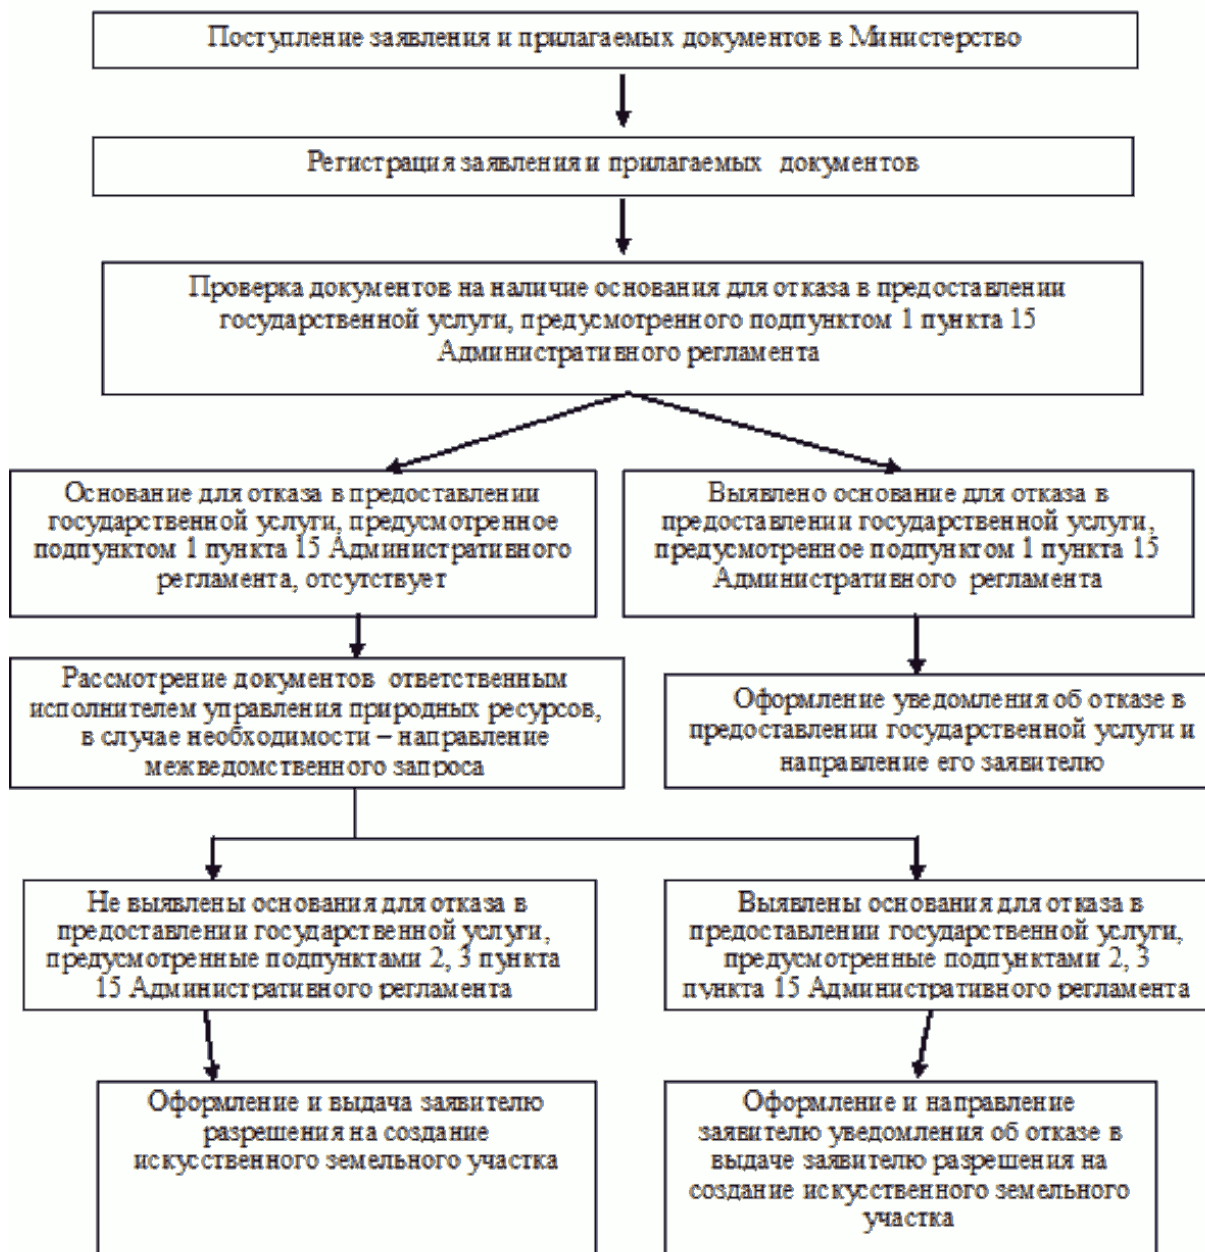 Поступление заявления и прилагаемых документов в Министерство
Регистрация заявления и прилагаемых документов
Проверка документов на наличие основания для отказа в предоставлении
государственной услуги, предусмотренного подпунктом 1 пункта 15
Административного регламента
Основание для отказа в предоставлении
государственной услуги, предусмотренное
подпунктом 1 пункта 15 Административного
регламента, отсутствует
Выявлено основание для отказа в
предоставлении государственной услуги,
предусмотренное подпунктом 1 пункта 15
Административного регламента
Рассмотрение документов ответственным
исполнителем управления природных ресурсов,
в случае необходимости – направление
межведомственного запроса
Оформление уведомления об отказе в
предоставлении государственной услуги и
направление его заявителю
Не выявлены основания для отказа в
предоставлении государственной услуги,
предусмотренные подпунктами 2, 3 пункта
15 Административного регламента
Выявлены основания для отказа в
предоставлении государственной услуги,
предусмотренные подпунктами 2, 3
пункта 15 Административного регламента
Оформление и выдача заявителю
разрешения на создание
искусственного земельного участка
Оформление и направление
заявителю уведомления об отказе в
выдаче заявителю разрешения на
создание искусственного земельного
участка